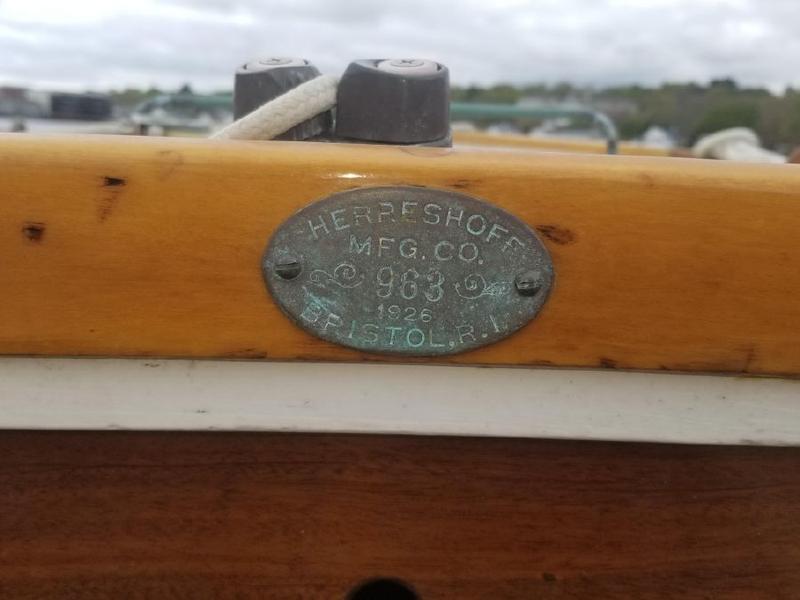 HERRESHOFF
MFG. CO.
963
1926
BRISTOL, R.I.